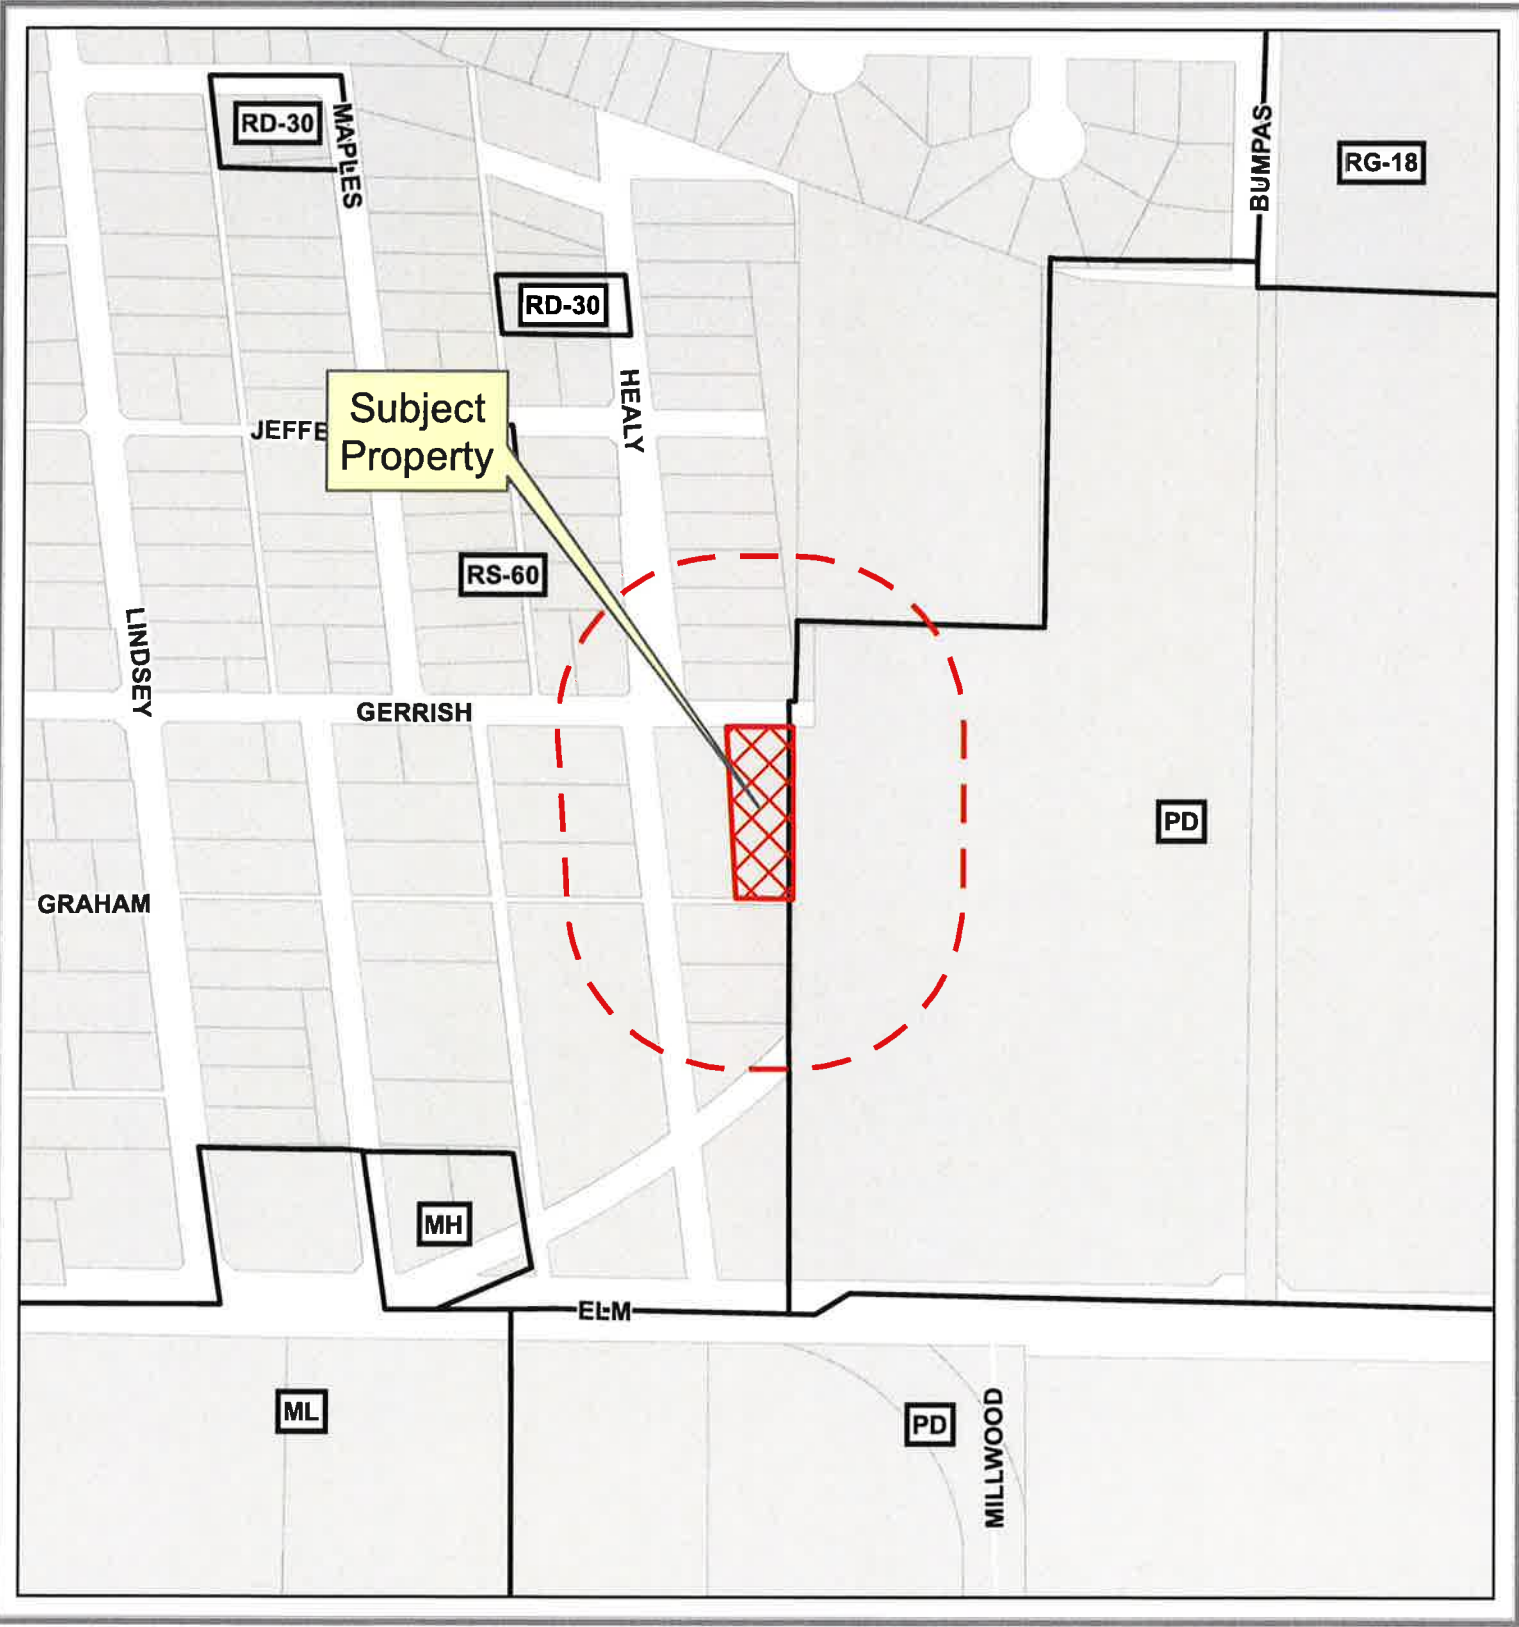 RD-30
MAPLES
BUMPAS
RG-18
RD-30
HEALY
Subject
Property
JEFFE
RS-60
LINDSEY
GERRISH
PD
GRAHAM
MH
ELM
ML
PD
MILLWOOD